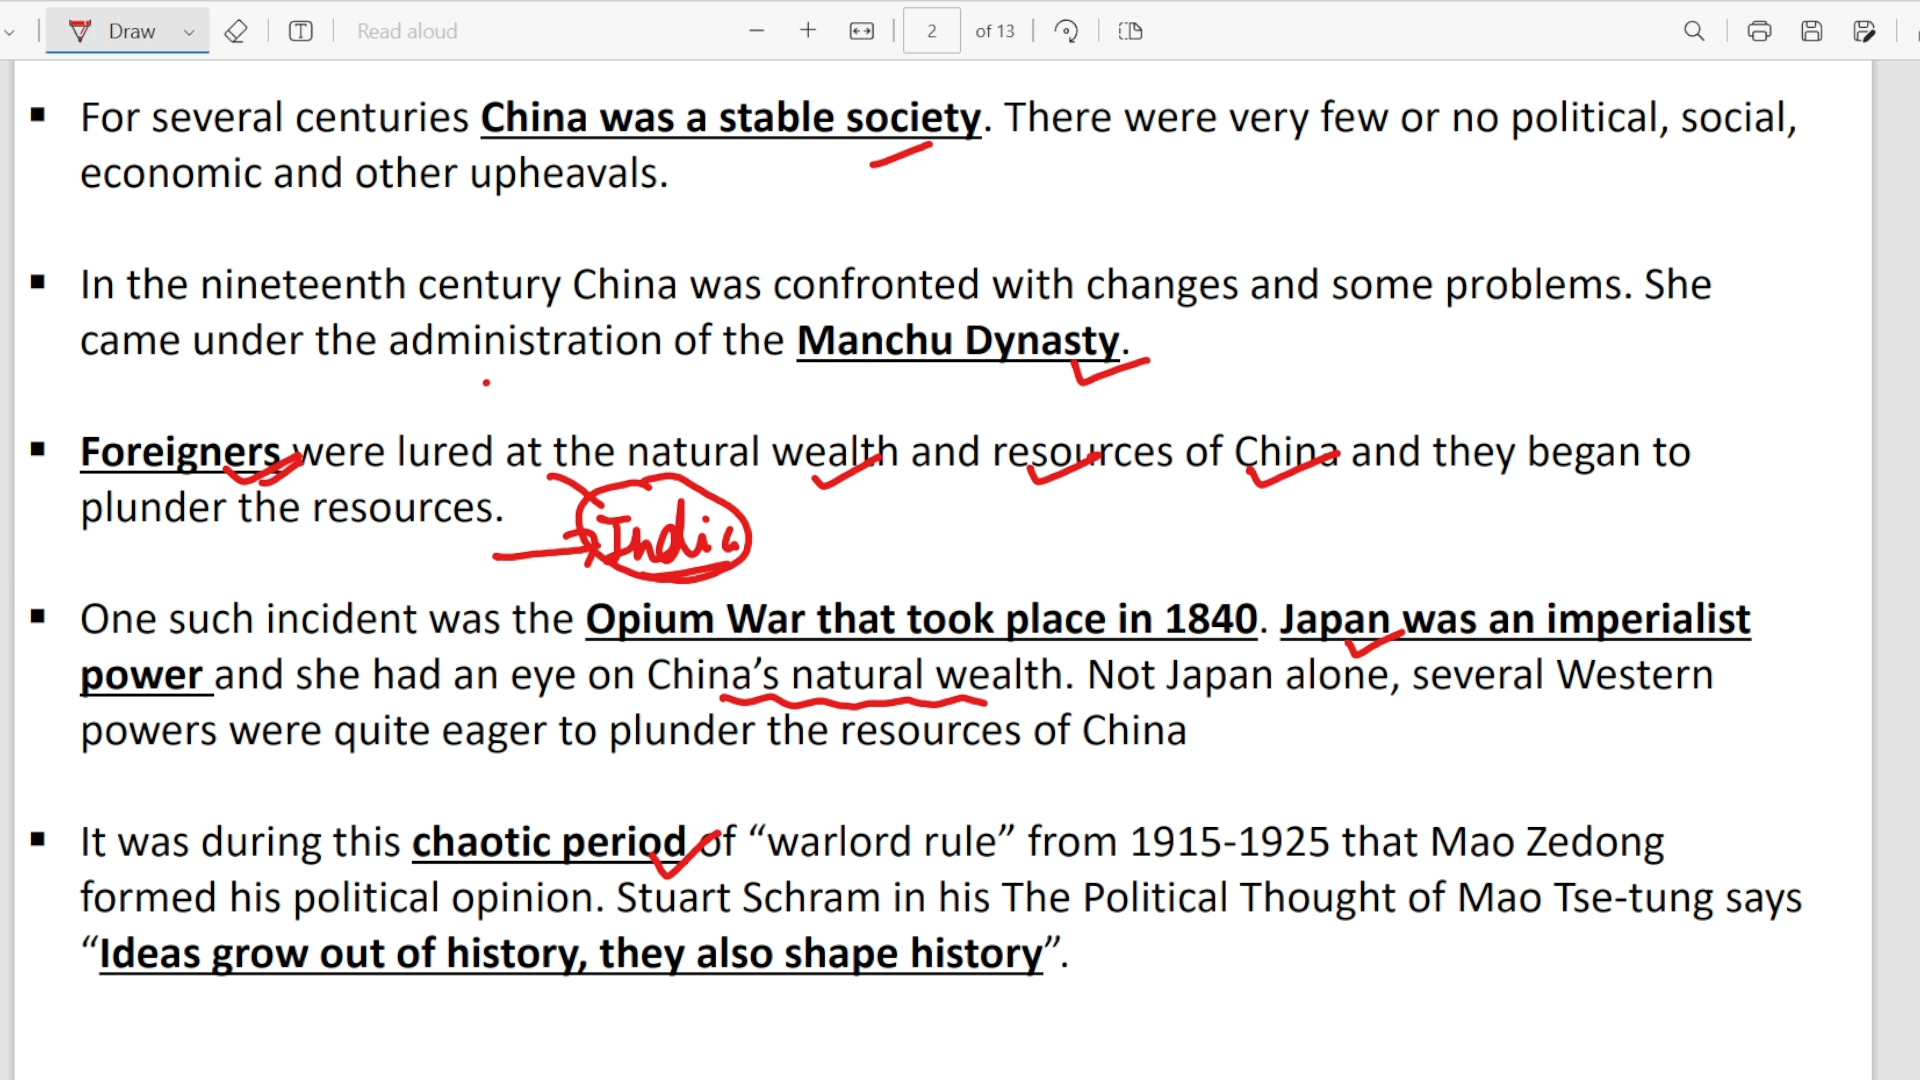 Draw Read aloud 2 of 13
▪ For several centuries China was a stable society. There were very few or no political, social,
economic and other upheavals.
▪ In the nineteenth century China was confronted with changes and some problems. She
came under the administration of the Manchu Dynasty.
▪ Foreigners were lured at the natural wealth and resources of China and they began to
plunder the resources.
India
▪ One such incident was the Opium War that took place in 1840. Japan was an imperialist
power and she had an eye on China’s natural wealth. Not Japan alone, several Western
powers were quite eager to plunder the resources of China
▪ It was during this chaotic period of “warlord rule” from 1915-1925 that Mao Zedong
formed his political opinion. Stuart Schram in his The Political Thought of Mao Tse-tung says
“Ideas grow out of history, they also shape history”.